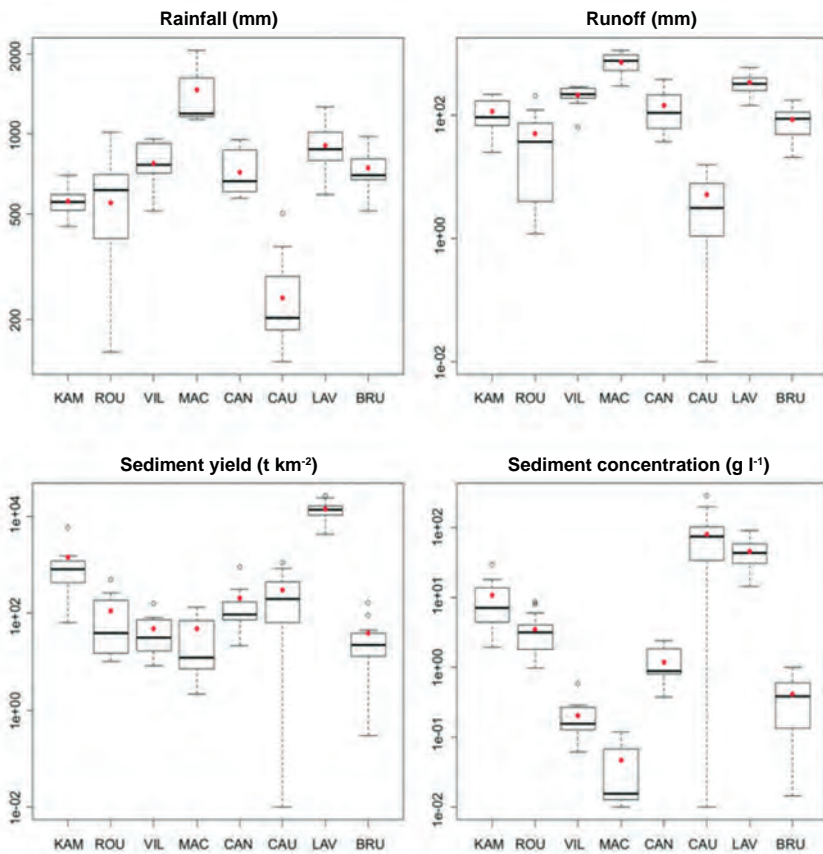 Rainfall (mm)
2000
1000
500
200
KAM ROU VIL MAC CAN CAU LAV BRU
Runoff (mm)
1e+02
1e+00
1e-02
KAM ROU VIL MAC CAN CAU LAV BRU
Sediment yield (t km-2)
1e+04
1e+02
1e+00
1e-02
KAM ROU VIL MAC CAN CAU LAV BRU
Sediment concentration (g l-1)
1e+02
1e+01
1e+00
1e-01
1e-02
KAM ROU VIL MAC CAN CAU LAV BRU